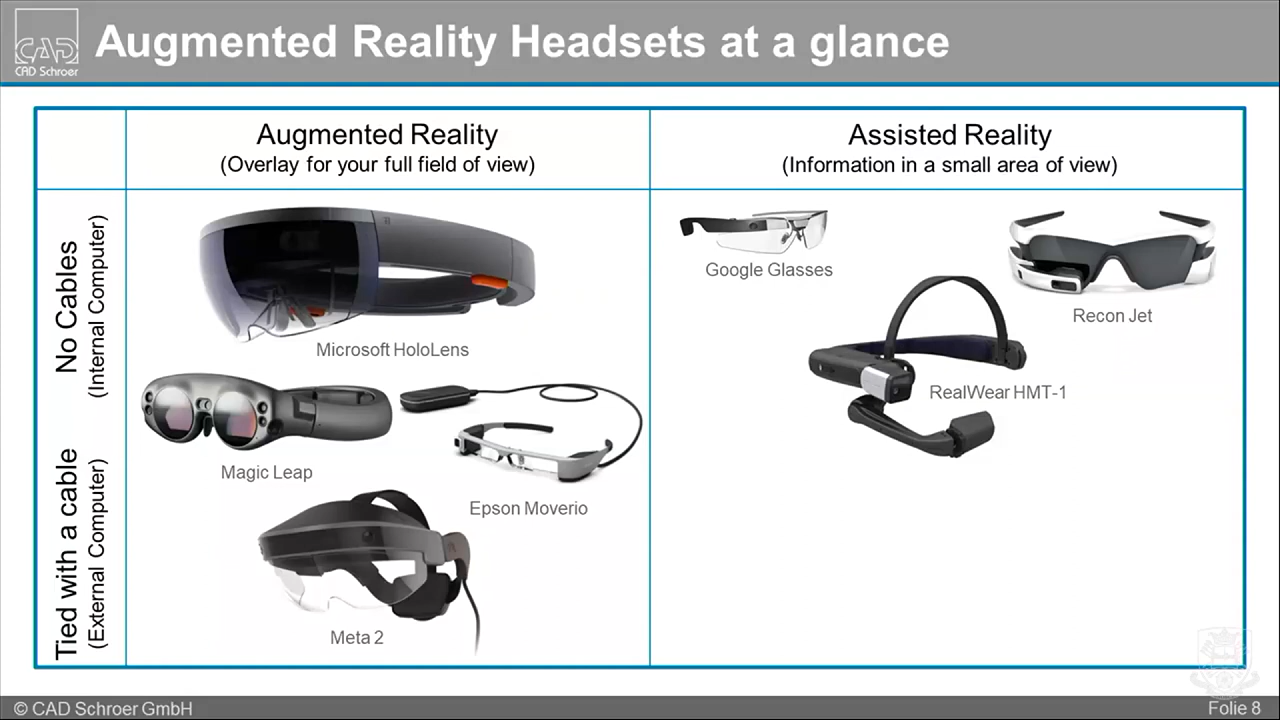 CAD
CAD Schroer
Augmented Reality Headsets at a glance
Augmented Reality
(Overlay for your full field of view)
Assisted Reality
(Information in a small area of view)
No Cables
(Internal Computer)
Microsoft HoloLens
Google Glasses
Recon Jet
RealWear HMT-1
Tied with a cable
(External Computer)
Magic Leap
Epson Moverio
Meta 2
© CAD Schroer GmbH
Folie 8